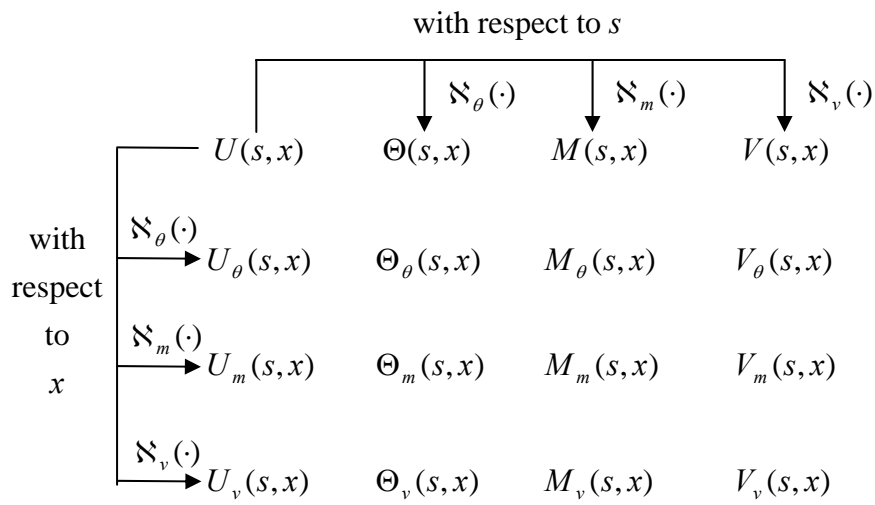 with respect to s
ℵ_θ(·) ℵ_m(·) ℵ_v(·)
U(s,x) Θ(s,x) M(s,x) V(s,x)
ℵ_θ(·)
with
respect
to
x
U_θ(s,x) Θ_θ(s,x) M_θ(s,x) V_θ(s,x)
ℵ_m(·)
U_m(s,x) Θ_m(s,x) M_m(s,x) V_m(s,x)
ℵ_v(·)
U_v(s,x) Θ_v(s,x) M_v(s,x) V_v(s,x)